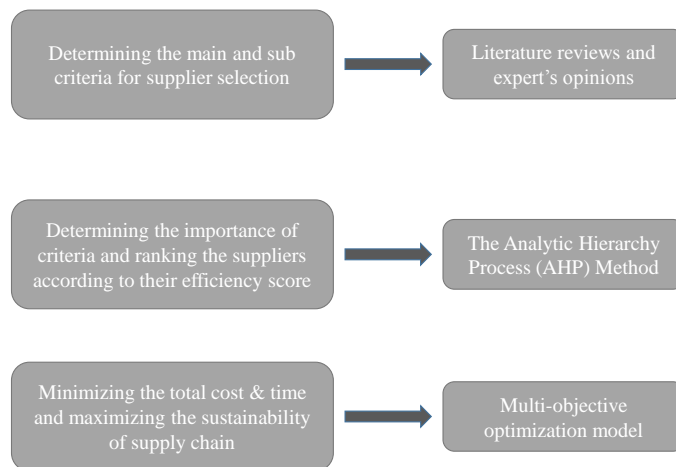 Determining the main and sub
criteria for supplier selection
Literature reviews and
expert's opinions
Determining the importance of
criteria and ranking the suppliers
according to their efficiency score
The Analytic Hierarchy
Process (AHP) Method
Minimizing the total cost & time
and maximizing the sustainability
of supply chain
Multi-objective
optimization model